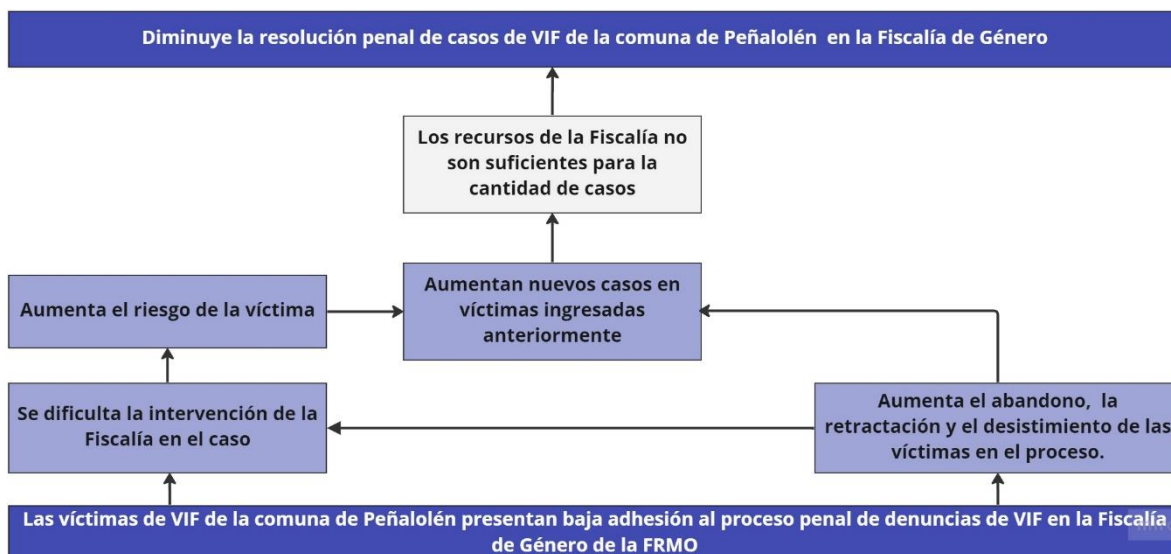 Diminuye la resolución penal de casos de VIF de la comuna de Peñalolén en la Fiscalía de Género
Los recursos de la Fiscalía no
son suficientes para la
cantidad de casos
Aumenta el riesgo de la víctima
Aumentan nuevos casos en
víctimas ingresadas
anteriormente
Se dificulta la intervención de la
Fiscalía en el caso
Aumenta el abandono, la
retractación y el desistimiento de las
víctimas en el proceso.
Las víctimas de VIF de la comuna de Peñalolén presentan baja adhesión al proceso penal de denuncias de VIF en la Fiscalía
de Género de la FRMO